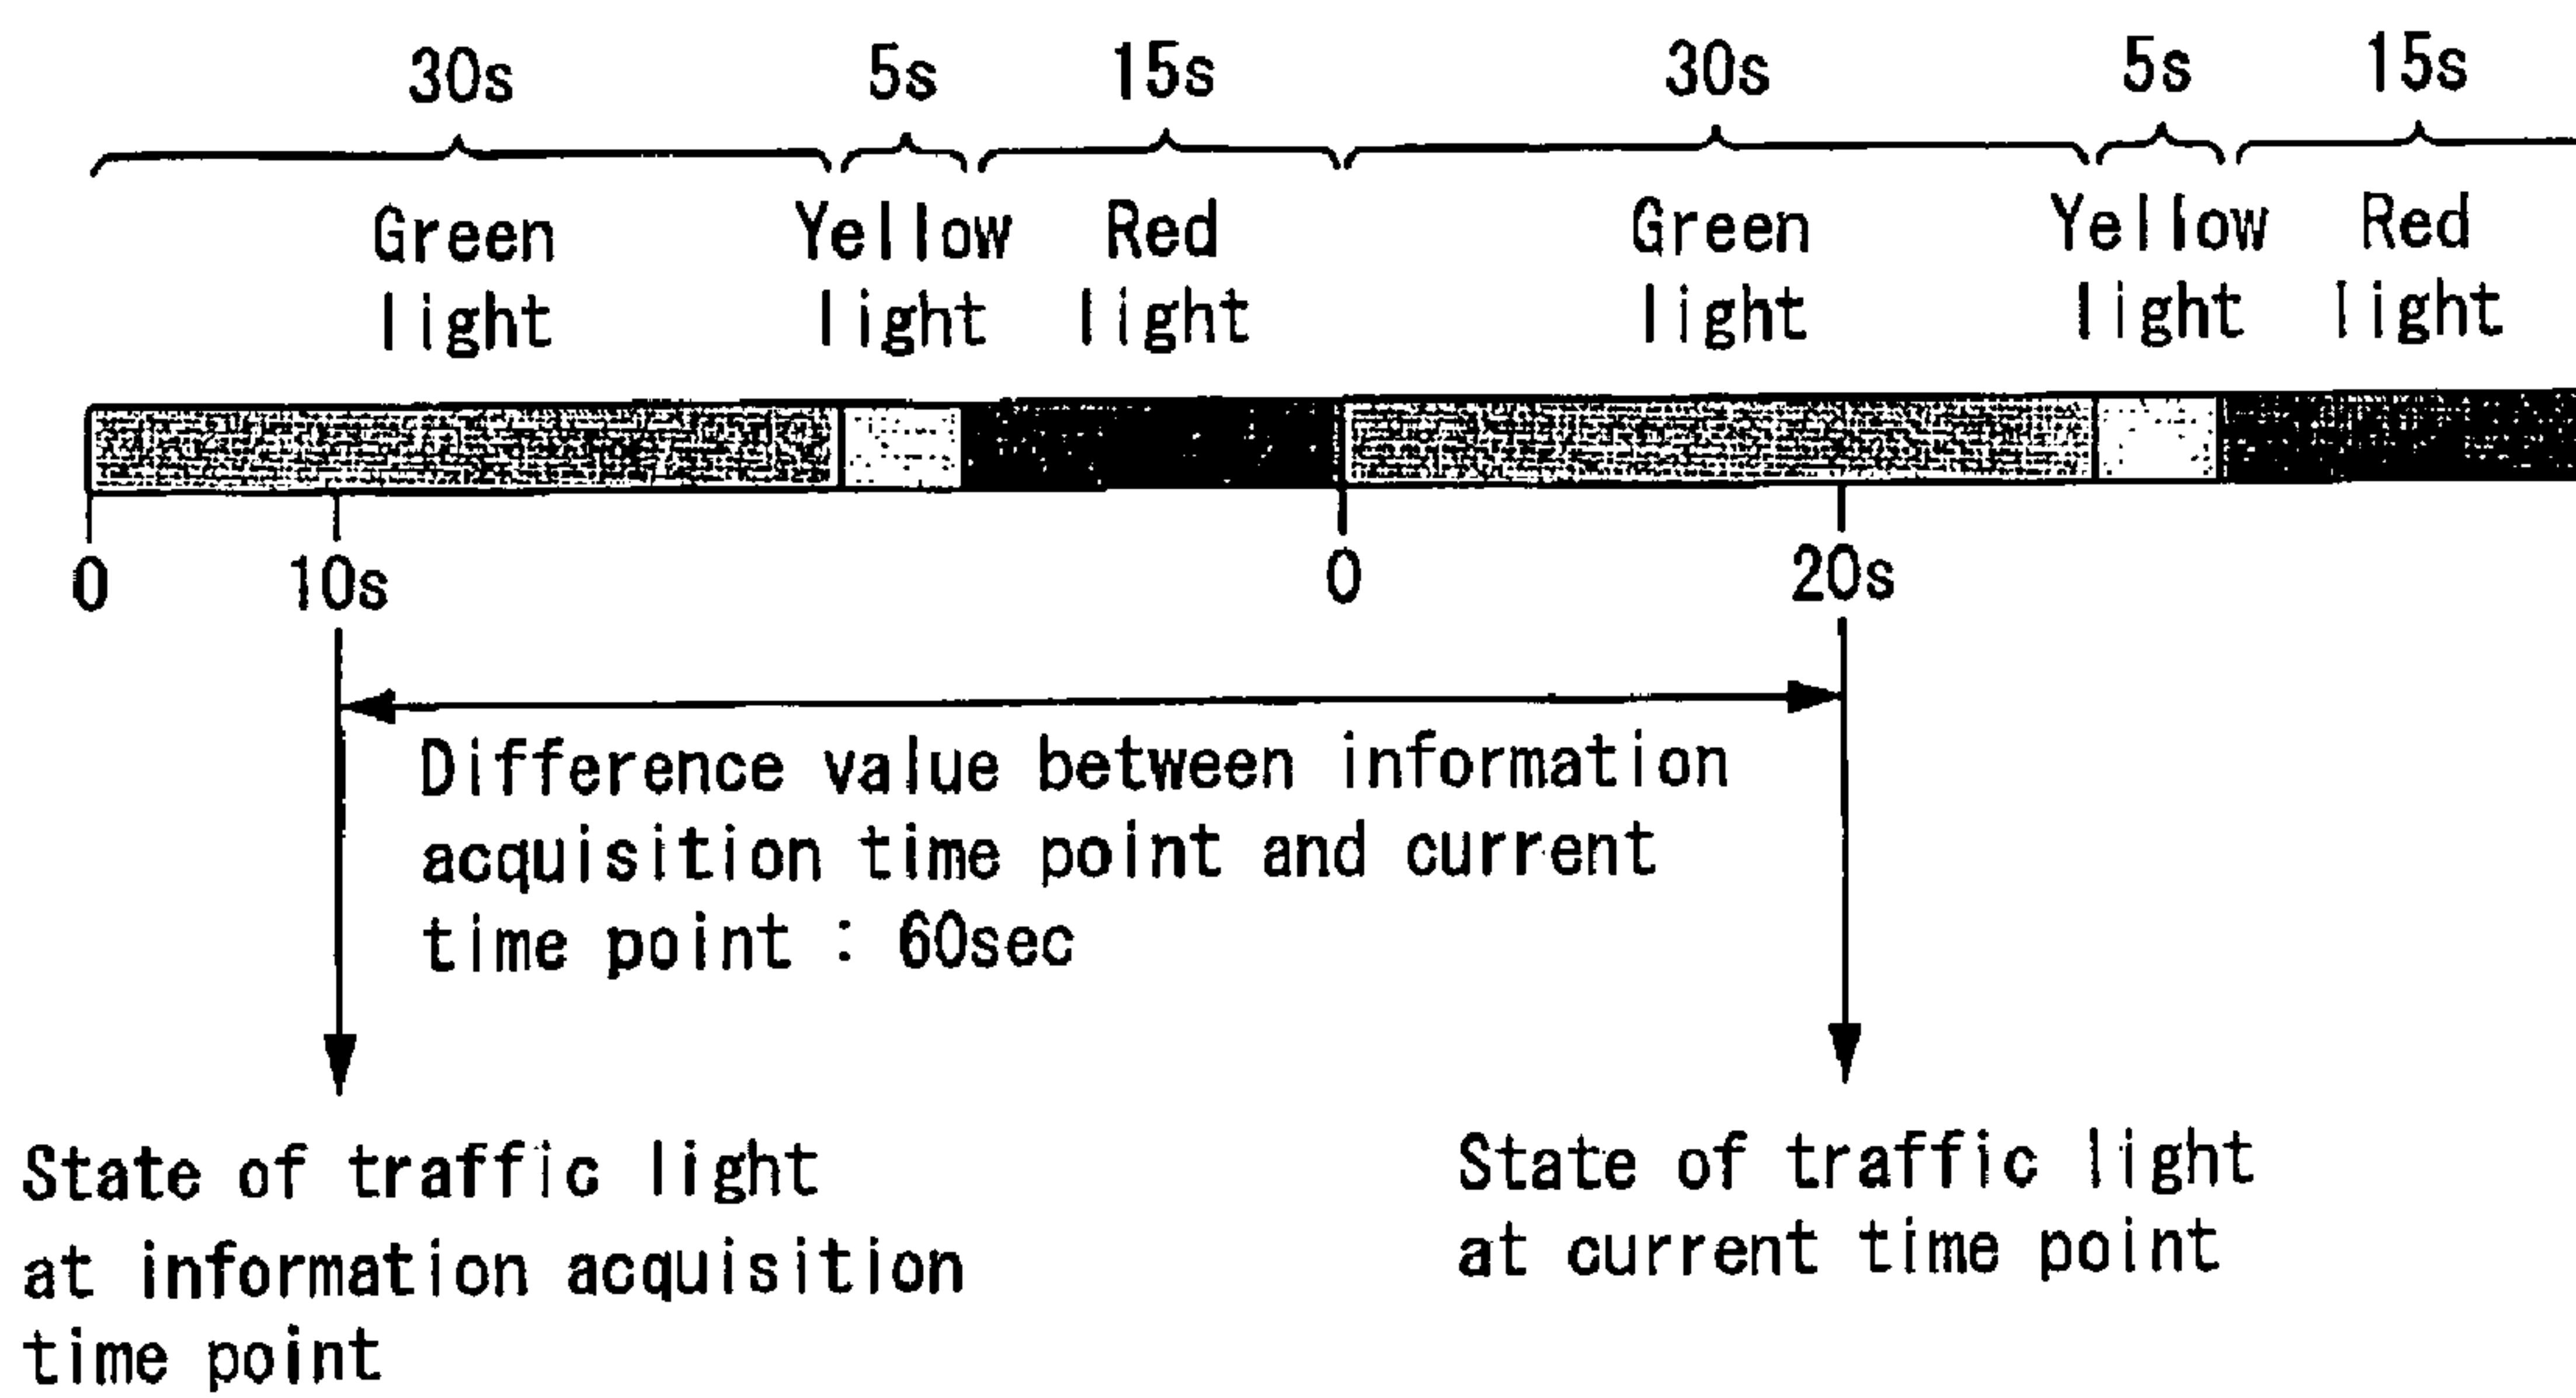 30s 5s 15s 30s 5s 15s
Green Yellow Red Green Yellow Red
light light light light light light
0 10s 0 20s
Difference value between information
acquisition time point and current
time point : 60sec
State of traffic light
at information acquisition
time point
State of traffic light
at current time point